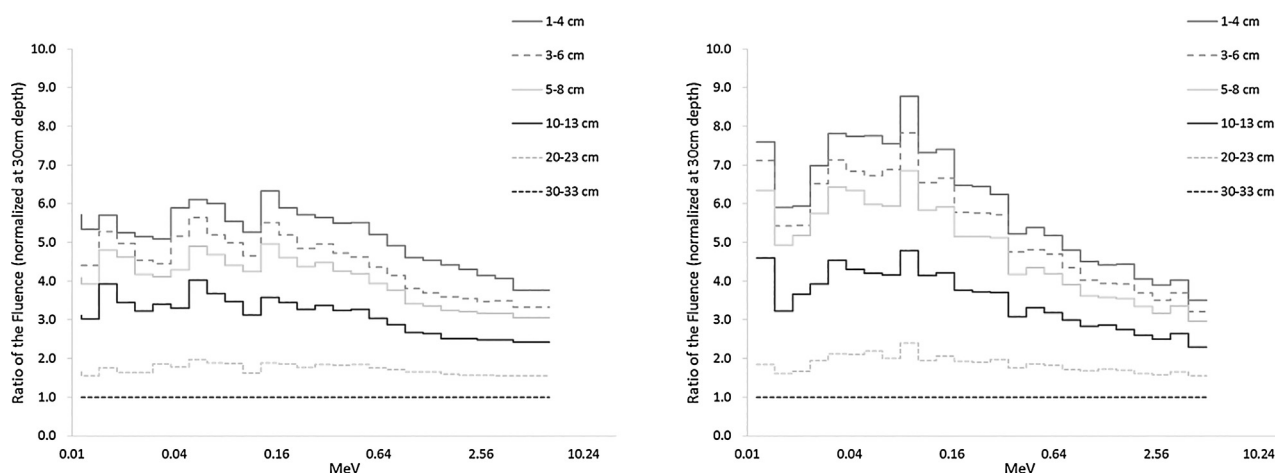 Ratio of the Fluence (normalized at 30cm depth)
10.0
9.0
8.0
7.0
6.0
5.0
4.0
3.0
2.0
1.0
0.0
0.01
0.04
0.16
0.64
2.56
10.24
MeV
1-4 cm
3-6 cm
5-8 cm
10-13 cm
20-23 cm
30-33 cm
Ratio of the Fluence (normalized at 30cm depth)
10.0
9.0
8.0
7.0
6.0
5.0
4.0
3.0
2.0
1.0
0.0
0.01
0.04
0.16
0.64
2.56
10.24
MeV
1-4 cm
3-6 cm
5-8 cm
10-13 cm
20-23 cm
30-33 cm